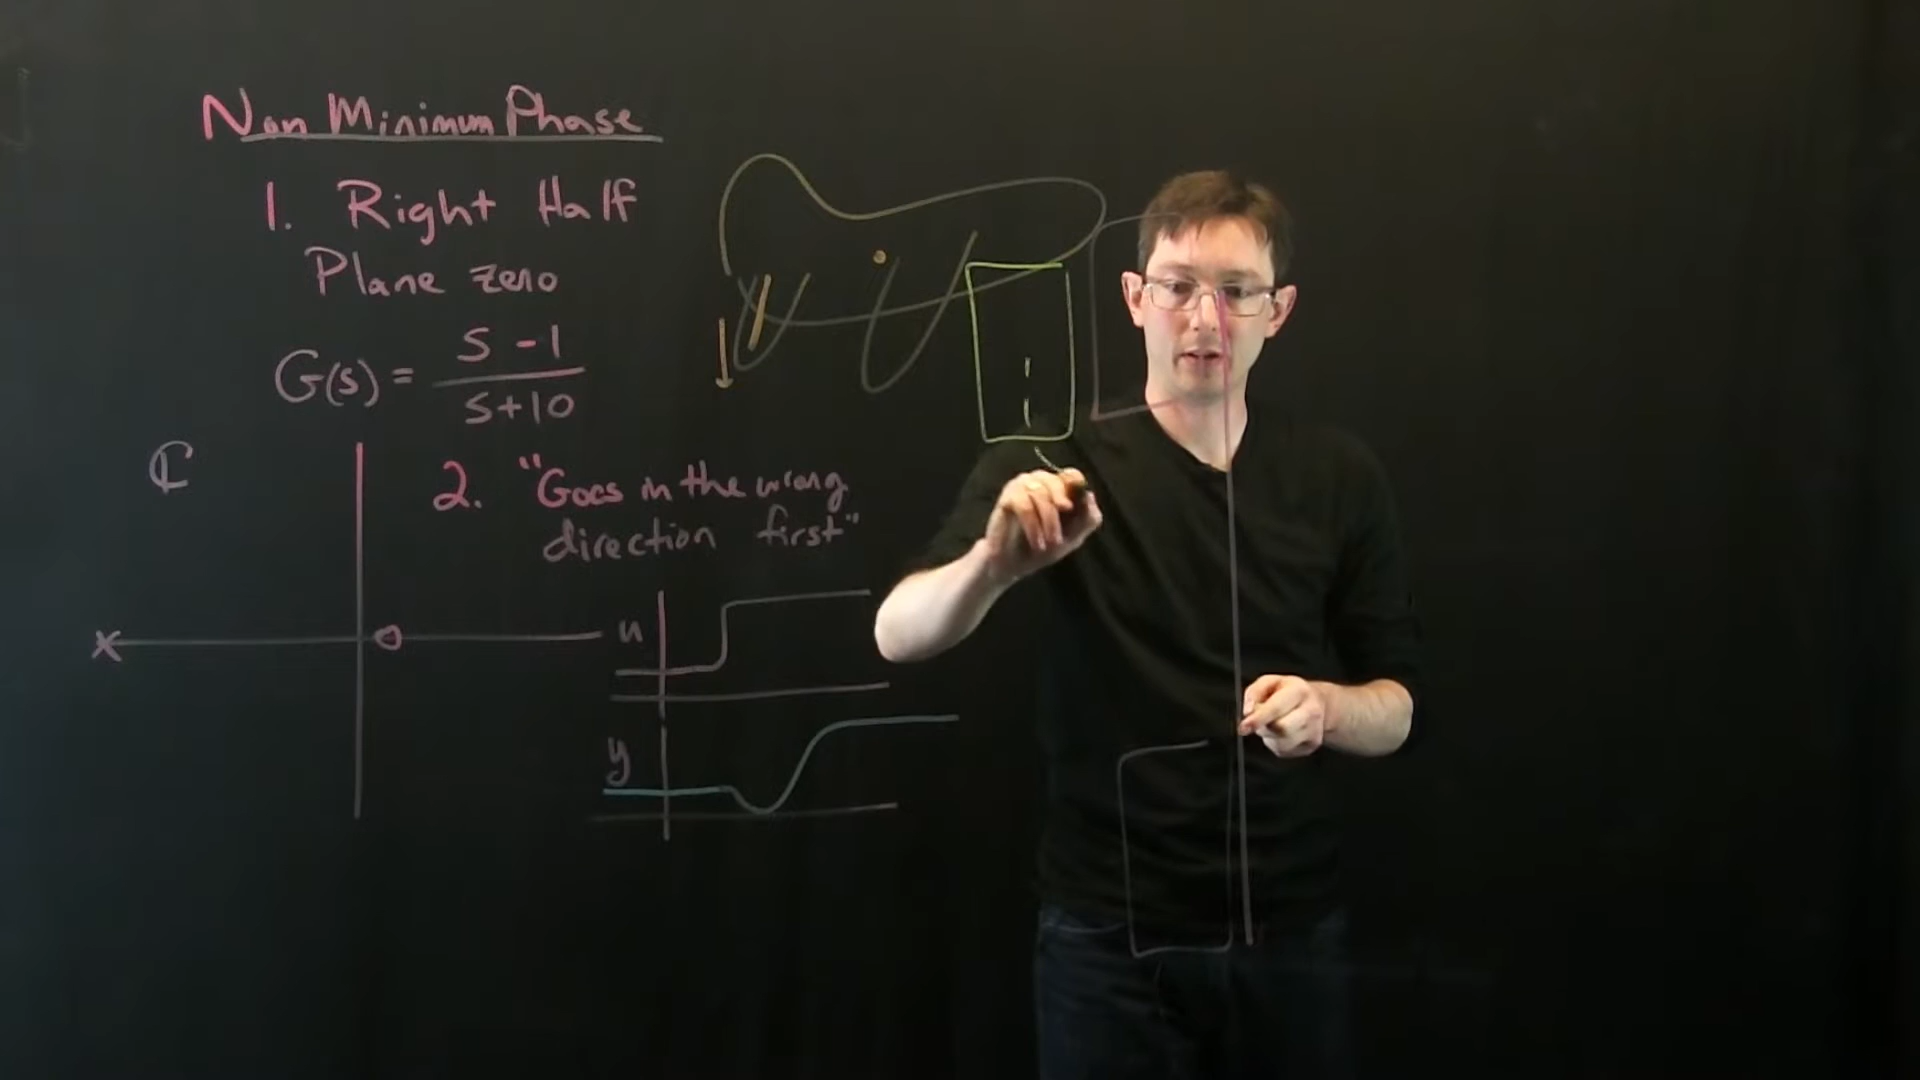 Non Minimum Phase
1. Right Half
Plane zero
G(s) = s - 1
s + 10
ℂ
2. "Goes in the wrong
direction first"
x
o
u
y